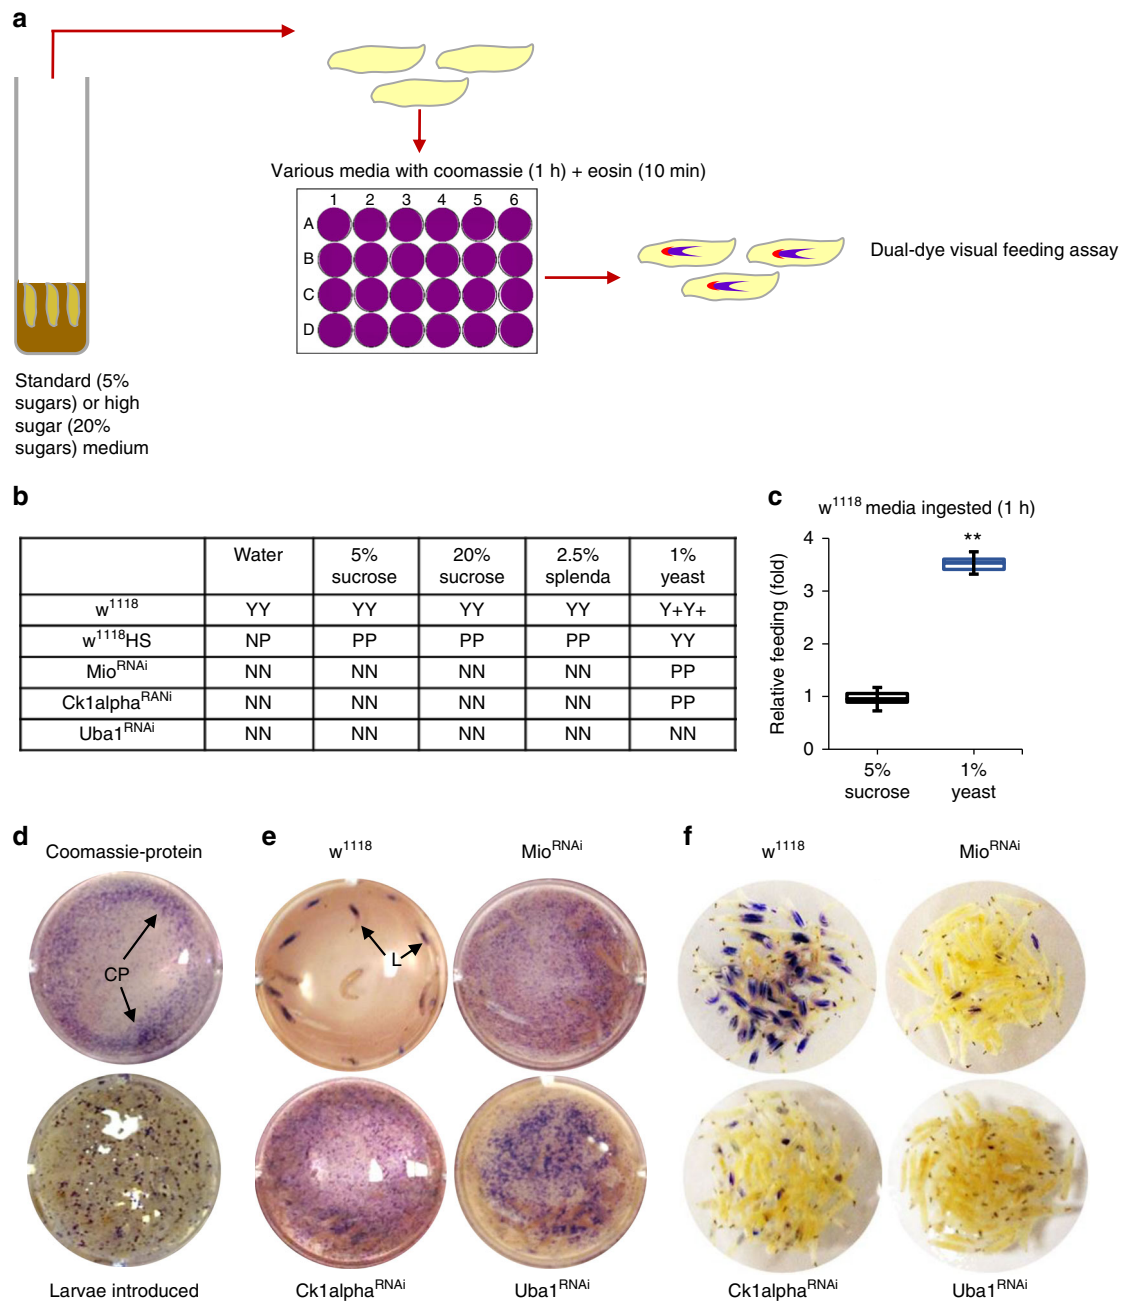 a
Various media with coomassie (1 h) + eosin (10 min)
1 2 3 4 5 6
A
B
C
D
Dual-dye visual feeding assay
Standard (5%
sugars) or high
sugar (20%
sugars) medium
b
Water 5% sucrose 20% sucrose 2.5% splenda 1% yeast
w1118 YY YY YY YY Y+Y+
w1118HS NP PP PP PP YY
MioRNAi NN NN NN NN PP
Ck1alphaRANi NN NN NN NN PP
Uba1RNAi NN NN NN NN NN
c
w1118 media ingested (1 h)
Relative feeding (fold)
4
3
2
1
0
**
5% sucrose
1% yeast
d
Coomassie-protein
CP
Larvae introduced
e
w1118
MioRNAi
L
Ck1alphaRNAi
Uba1RNAi
f
w1118
MioRNAi
Ck1alphaRNAi
Uba1RNAi